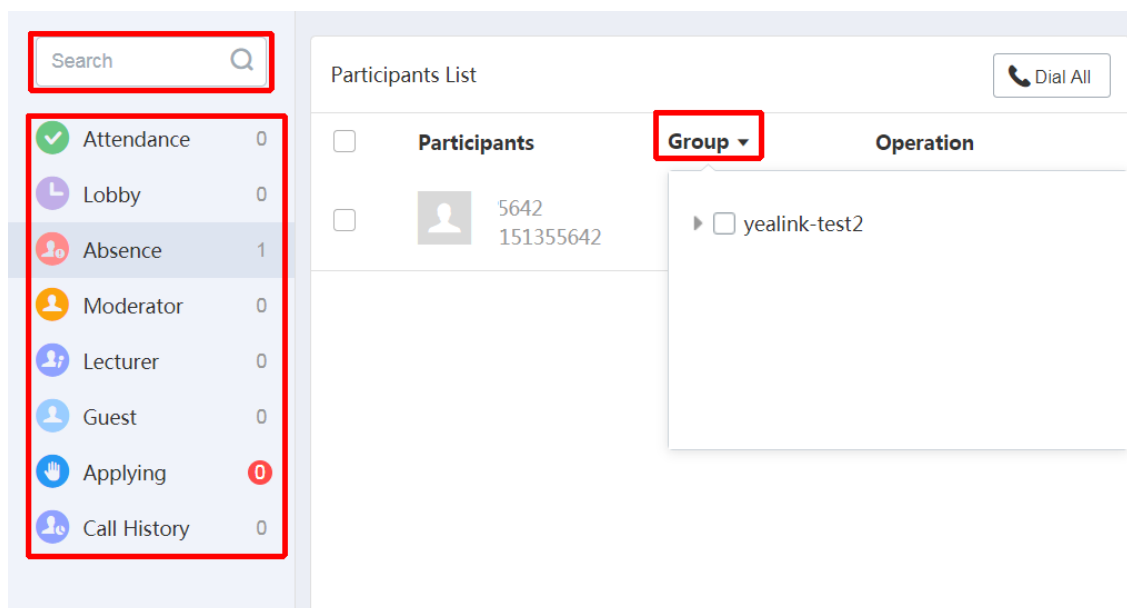 Search
Attendance 0
Lobby 0
Absence 1
Moderator 0
Lecturer 0
Guest 0
Applying 0
Call History 0
Participants List
Dial All
Participants Group Operation
5642
151355642
yealink-test2